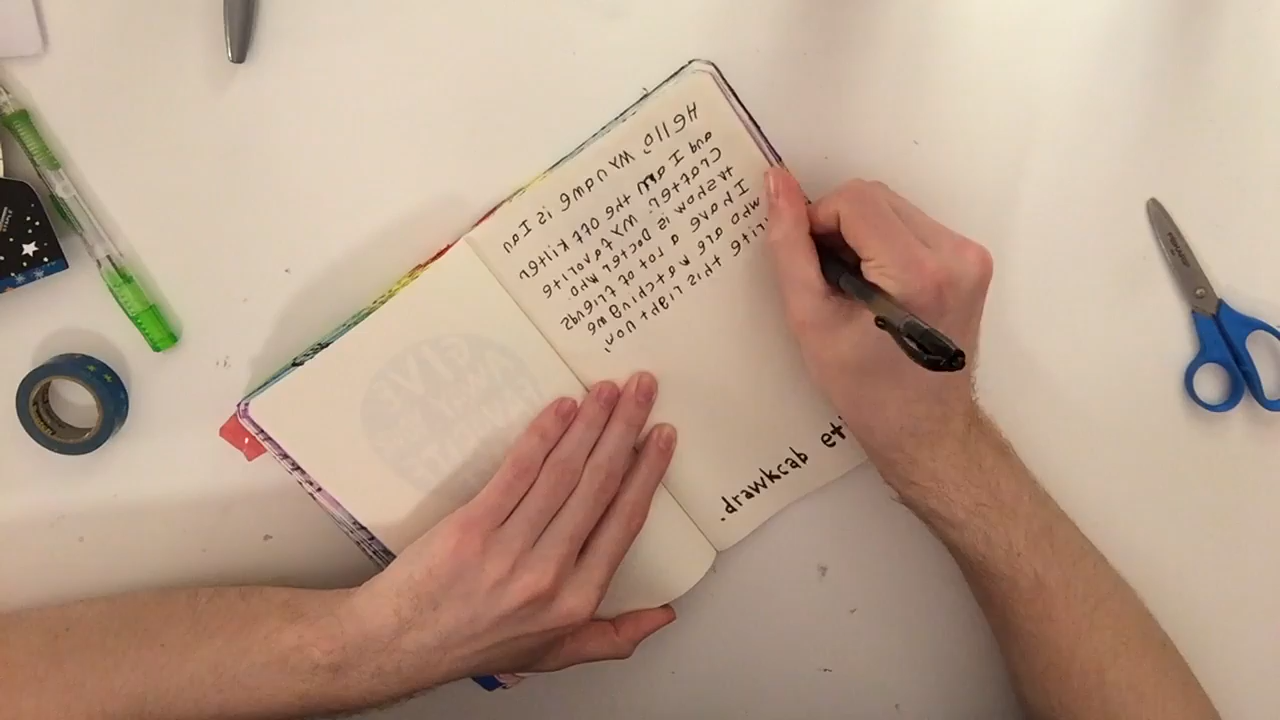 Hello, my name is Ian
and I am the Off Kilter
Crafter. My favorite
show is Doctor Who.
I have a lot of friends
who are watching me
write this right now.
.drawkcab
GIVE